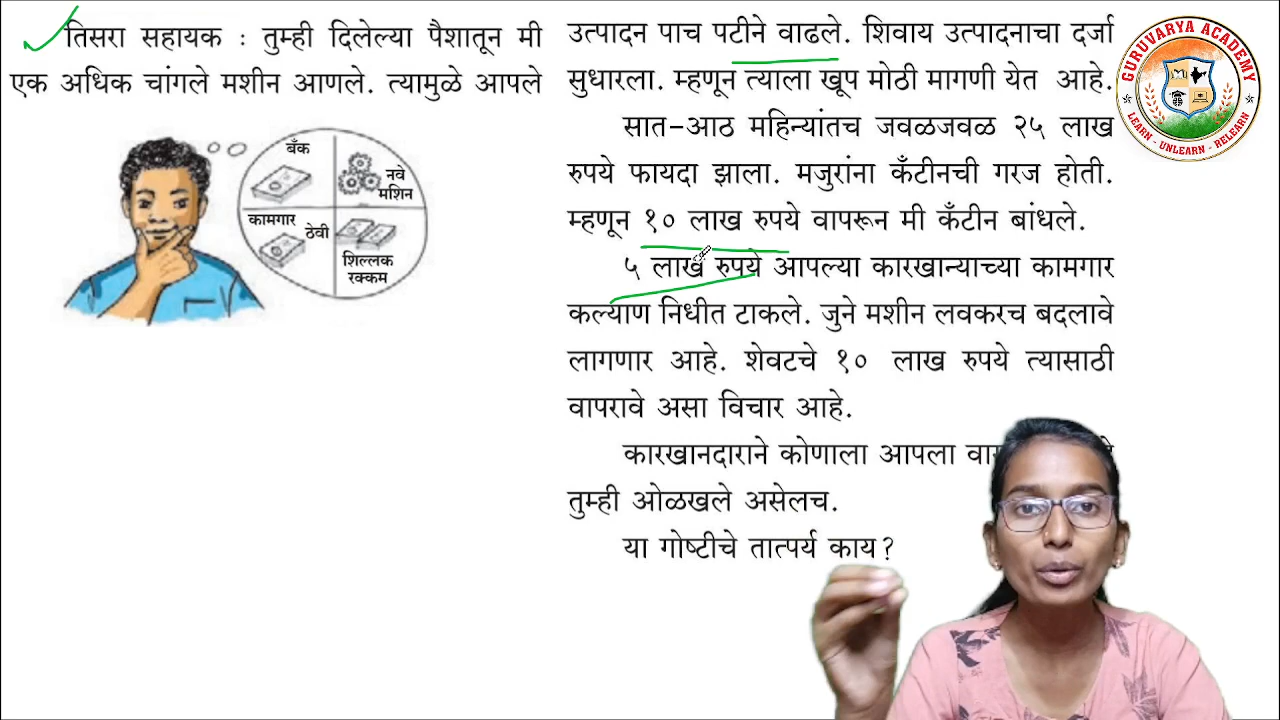 तिसरा सहायक : तुम्ही दिलेल्या पैशातून मी
एक अधिक चांगले मशीन आणले. त्यामुळे आपले
बँक
नवे
मशिन
कामगार
ठेवी
शिल्लक
रक्कम
उत्पादन पाच पटीने वाढले. शिवाय उत्पादनाचा दर्जा
सुधारला. म्हणून त्याला खूप मोठी मागणी येत आहे.
सात-आठ महिन्यांतच जवळजवळ २५ लाख
रुपये फायदा झाला. मजुरांना कँटीनची गरज होती.
म्हणून १० लाख रुपये वापरून मी कँटीन बांधले.
५ लाख रुपये आपल्या कारखान्याच्या कामगार
कल्याण निधीत टाकले. जुने मशीन लवकरच बदलावे
लागणार आहे. शेवटचे १० लाख रुपये त्यासाठी
वापरावे असा विचार आहे.
कारखानदाराने कोणाला आपला
तुम्ही ओळखले असेलच.
या गोष्टीचे तात्पर्य काय?
GURUVARYA ACADEMY
LEARN - UNLEARN - RELEARN